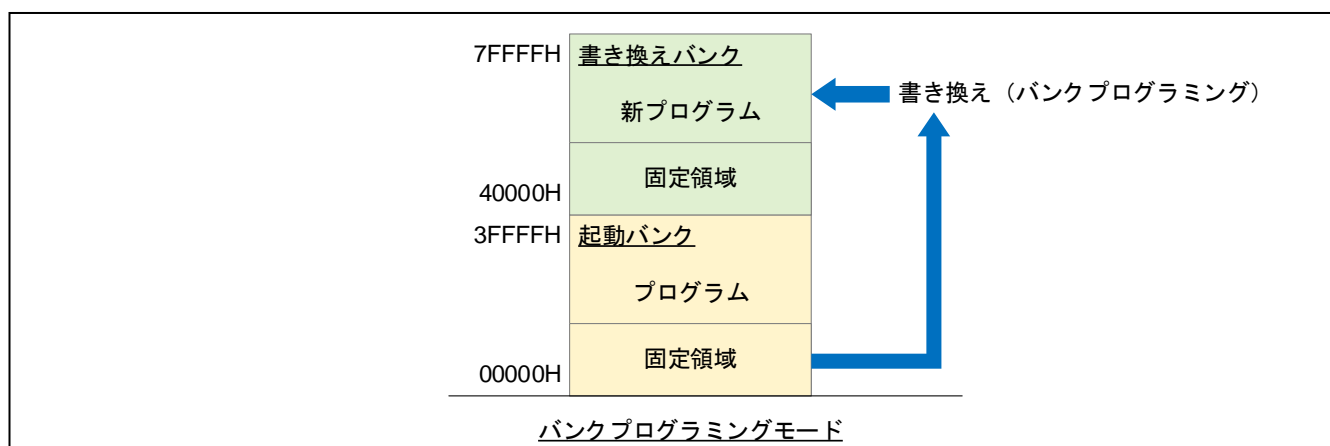 7FFFFH 書き換えバンク
書き換え（バンクプログラミング）
新プログラム
固定領域
40000H
3FFFFH 起動バンク
プログラム
固定領域
00000H
バンクプログラミングモード